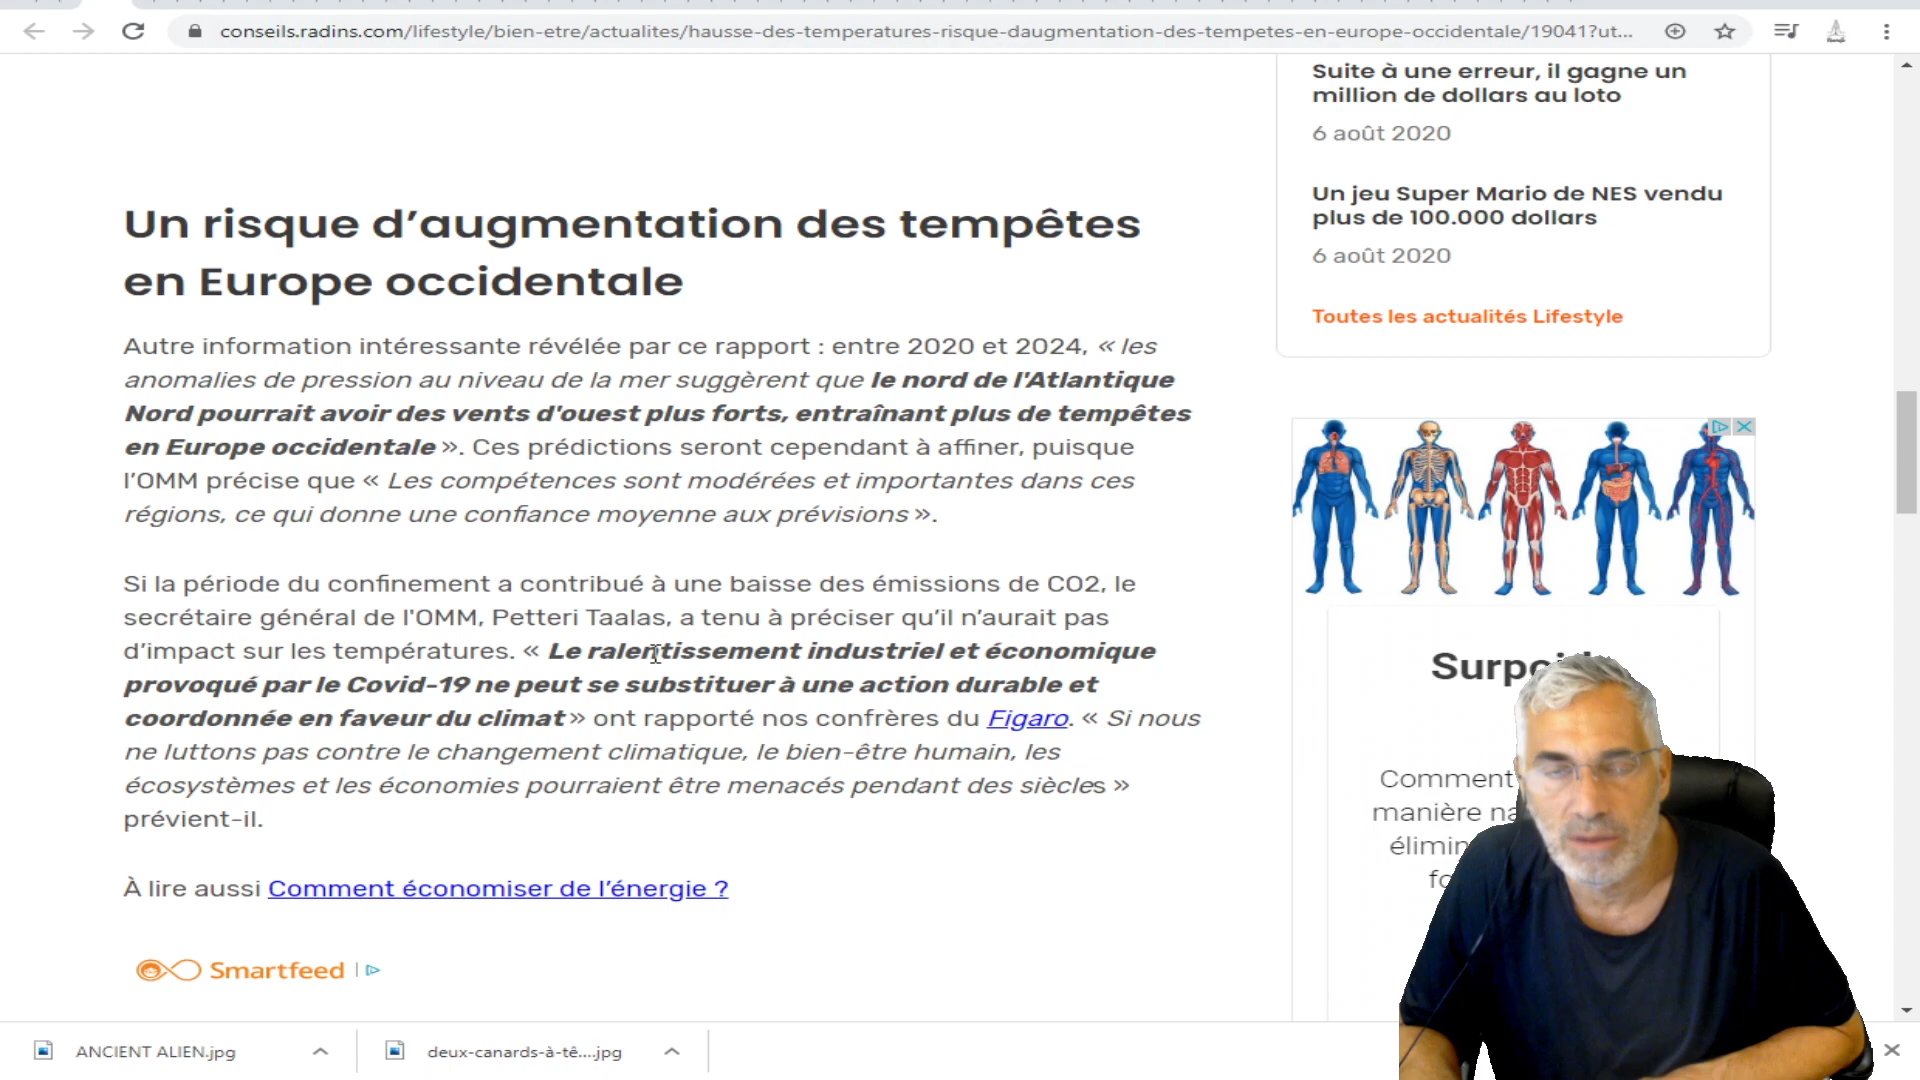 conseils.radins.com/lifestyle/bien-etre/actualites/hausse-des-temperatures-risque-daugmentation-des-tempetes-en-europe-occidentale/19041?ut...
Un risque d’augmentation des tempêtes
en Europe occidentale
Autre information intéressante révélée par ce rapport : entre 2020 et 2024, « les
anomalies de pression au niveau de la mer suggèrent que le nord de l'Atlantique
Nord pourrait avoir des vents d'ouest plus forts, entraînant plus de tempêtes
en Europe occidentale ». Ces prédictions seront cependant à affiner, puisque
l’OMM précise que « Les compétences sont modérées et importantes dans ces
régions, ce qui donne une confiance moyenne aux prévisions ».
Si la période du confinement a contribué à une baisse des émissions de CO2, le
secrétaire général de l'OMM, Petteri Taalas, a tenu à préciser qu’il n’aurait pas
d’impact sur les températures. « Le ralentissement industriel et économique
provoqué par le Covid-19 ne peut se substituer à une action durable et
coordonnée en faveur du climat » ont rapporté nos confrères du Figaro. « Si nous
ne luttons pas contre le changement climatique, le bien-être humain, les
écosystèmes et les économies pourraient être menacés pendant des siècles »
prévient-il.
À lire aussi Comment économiser de l’énergie ?
Smartfeed
Suite à une erreur, il gagne un
million de dollars au loto
6 août 2020
Un jeu Super Mario de NES vendu
plus de 100.000 dollars
6 août 2020
Toutes les actualités Lifestyle
Comment
manière
ANCIENT ALIEN.jpg
deux-canards-à-tê....jpg